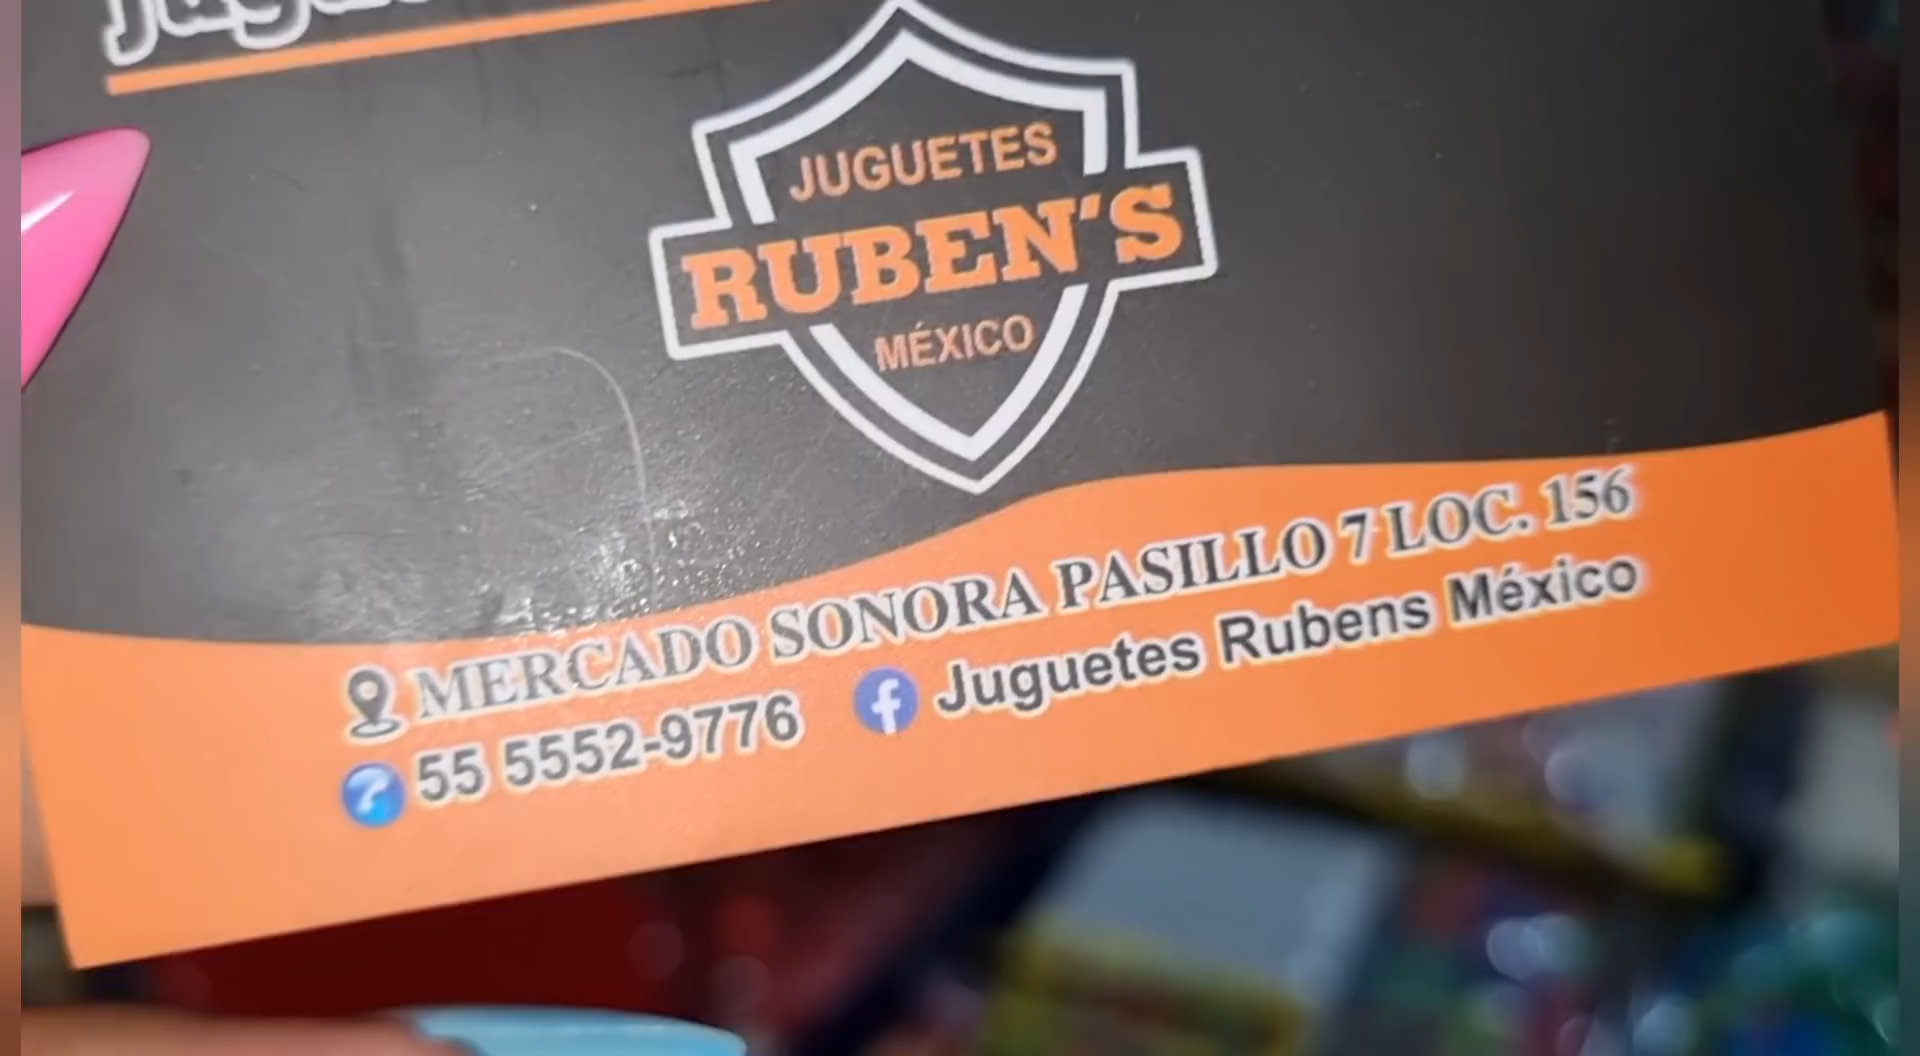 JUGUETES
RUBEN'S
MÉXICO
MERCADO SONORA PASILLO 7 LOC. 156
55 5552-9776 Juguetes Rubens México